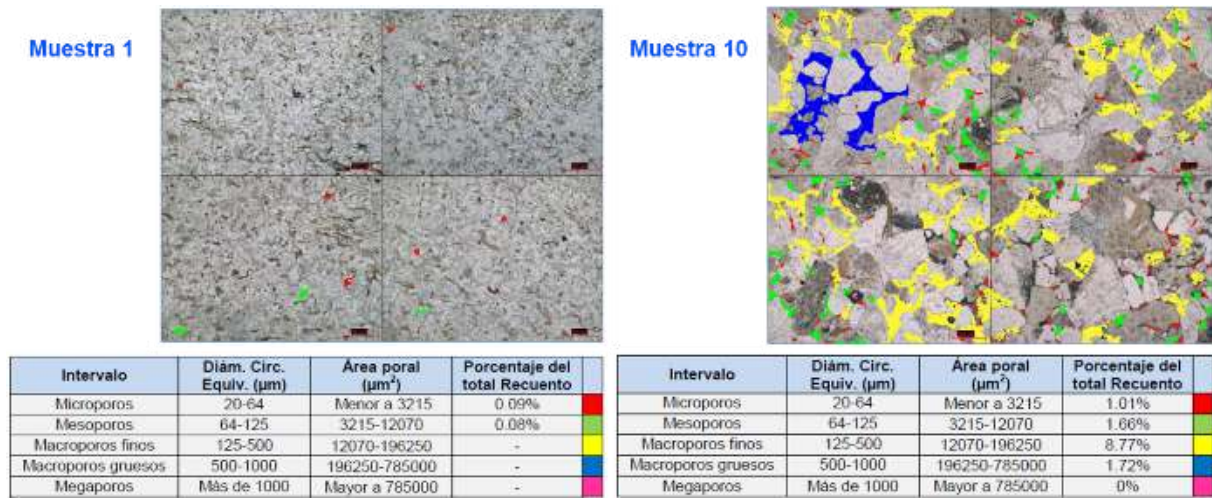 Muestra 1
Muestra 10
Intervalo Diám. Circ. Equiv. (µm) Área poral (µm²) Porcentaje del total Recuento
Microporos 20-64 Menor a 3215 0.09%
Mesoporos 64-125 3215-12070 0.08%
Macroporos finos 125-500 12070-196250 -
Macroporos gruesos 500-1000 196250-785000 -
Megaporos Más de 1000 Mayor a 785000 -
Intervalo Diám. Circ. Equiv. (µm) Área poral (µm²) Porcentaje del total Recuento
Microporos 20-64 Menor a 3215 1.01%
Mesoporos 64-125 3215-12070 1.66%
Macroporos finos 125-500 12070-196250 8.77%
Macroporos gruesos 500-1000 196250-785000 1.72%
Megaporos Más de 1000 Mayor a 785000 0%